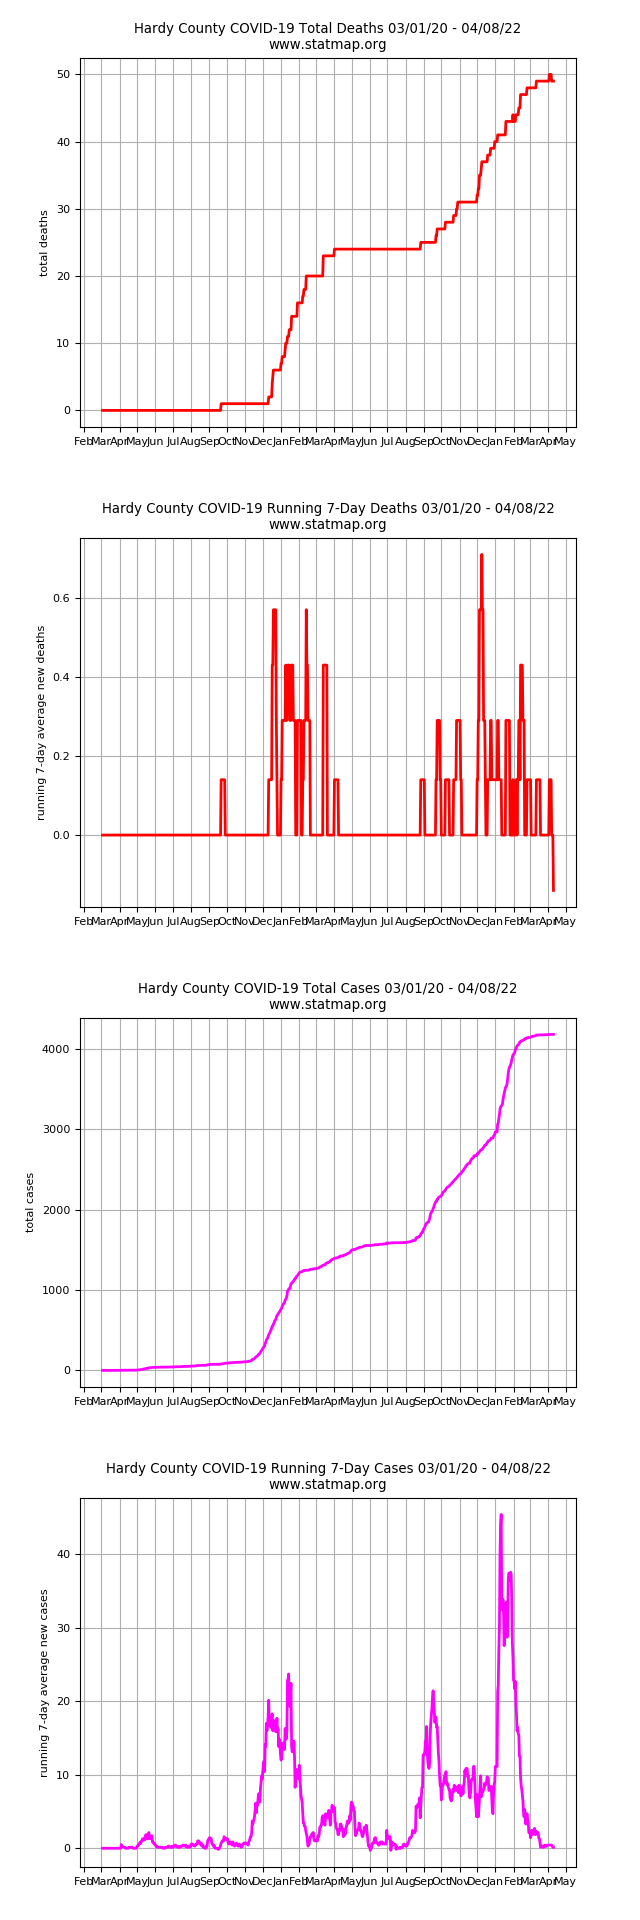 Hardy County COVID-19 Total Deaths 03/01/20 - 04/08/22
www.statmap.org
total deaths
50
40
30
20
10
0
Feb Mar Apr May Jun Jul Aug Sep Oct Nov Dec Jan Feb Mar Apr May Jun Jul Aug Sep Oct Nov Dec Jan Feb Mar Apr May
Hardy County COVID-19 Running 7-Day Deaths 03/01/20 - 04/08/22
www.statmap.org
running 7-day average new deaths
0.6
0.4
0.2
0.0
Feb Mar Apr May Jun Jul Aug Sep Oct Nov Dec Jan Feb Mar Apr May Jun Jul Aug Sep Oct Nov Dec Jan Feb Mar Apr May
Hardy County COVID-19 Total Cases 03/01/20 - 04/08/22
www.statmap.org
total cases
4000
3000
2000
1000
0
Feb Mar Apr May Jun Jul Aug Sep Oct Nov Dec Jan Feb Mar Apr May Jun Jul Aug Sep Oct Nov Dec Jan Feb Mar Apr May
Hardy County COVID-19 Running 7-Day Cases 03/01/20 - 04/08/22
www.statmap.org
running 7-day average new cases
40
30
20
10
0
Feb Mar Apr May Jun Jul Aug Sep Oct Nov Dec Jan Feb Mar Apr May Jun Jul Aug Sep Oct Nov Dec Jan Feb Mar Apr May